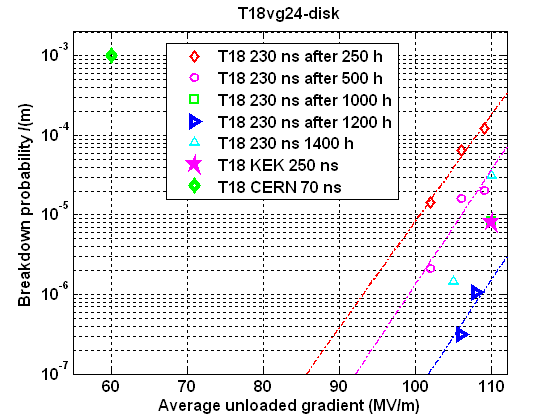 T18vg24-disk
T18 230 ns after 250 h
T18 230 ns after 500 h
T18 230 ns after 1000 h
T18 230 ns after 1200 h
T18 230 ns 1400 h
T18 KEK 250 ns
T18 CERN 70 ns
Breakdown probability /(m)
10^-3
10^-4
10^-5
10^-6
10^-7
60 70 80 90 100 110
Average unloaded gradient (MV/m)